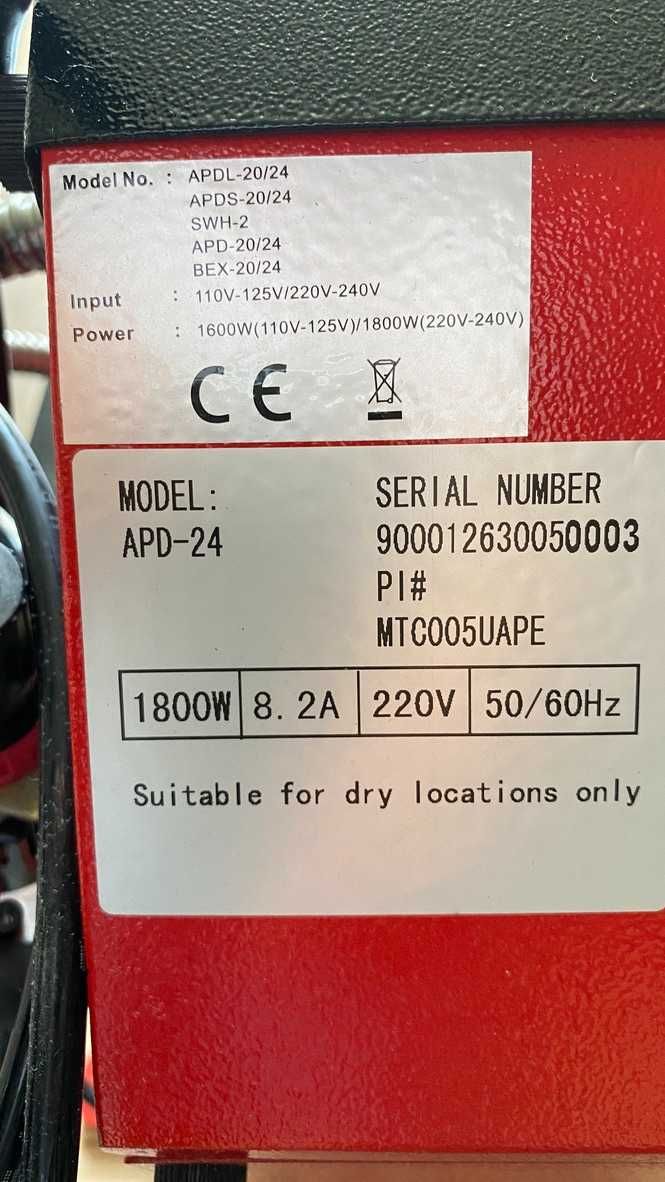 Model No. : APDL-20/24
APDS-20/24
SWH-2
APD-20/24
BEX-20/24
Input : 110V-125V/220V-240V
Power : 1600W(110V-125V)/1800W(220V-240V)
CE
MODEL:
APD-24
SERIAL NUMBER
900012630050003
PI#
MTC005UAPE
1800W 8.2A 220V 50/60Hz
Suitable for dry locations only